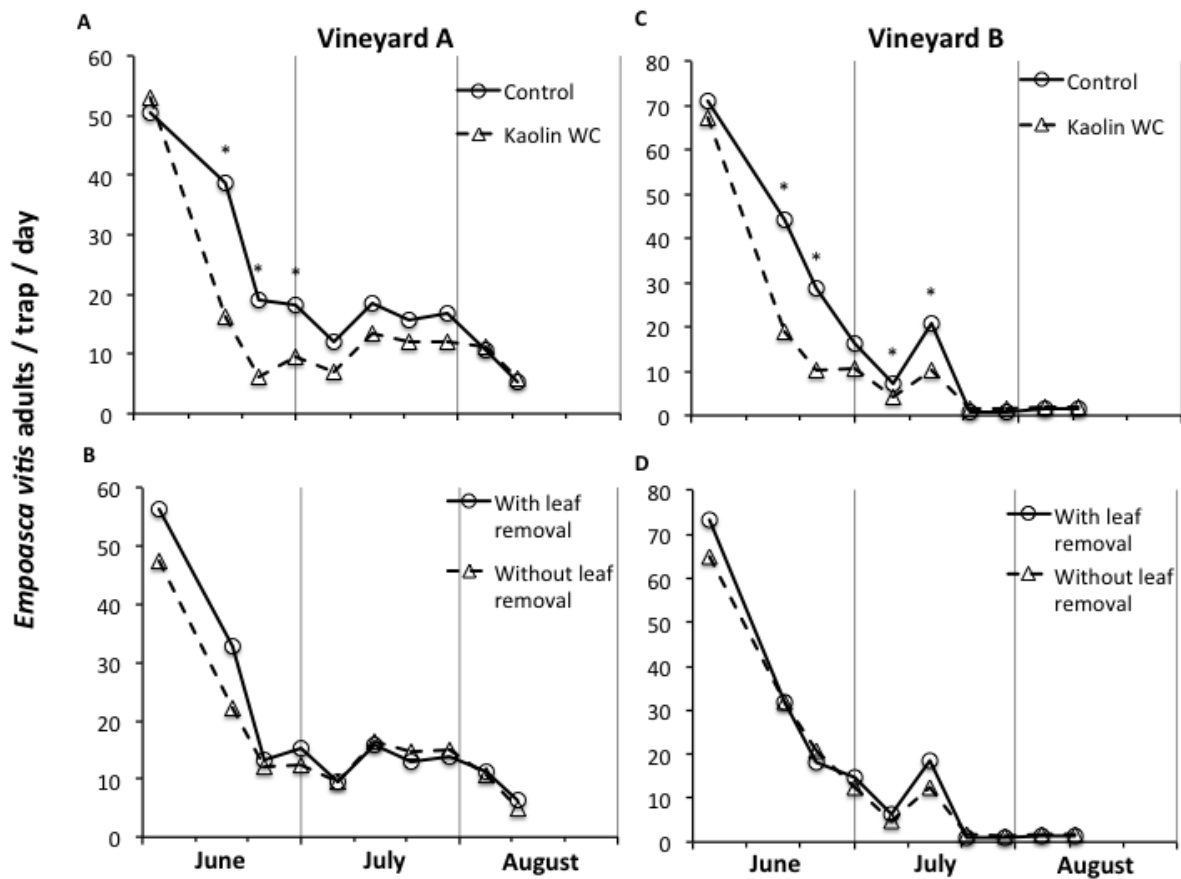 A
C
Vineyard A
Vineyard B
60
50
40
30
20
10
0
Control
Kaolin WC
*
*
*
80
70
60
50
40
30
20
10
0
Control
Kaolin WC
*
*
*
*
Empoasca vitis adults / trap / day
B
D
60
50
40
30
20
10
0
With leaf
removal
Without leaf
removal
June
July
August
80
70
60
50
40
30
20
10
0
With leaf
removal
Without leaf
removal
June
July
August